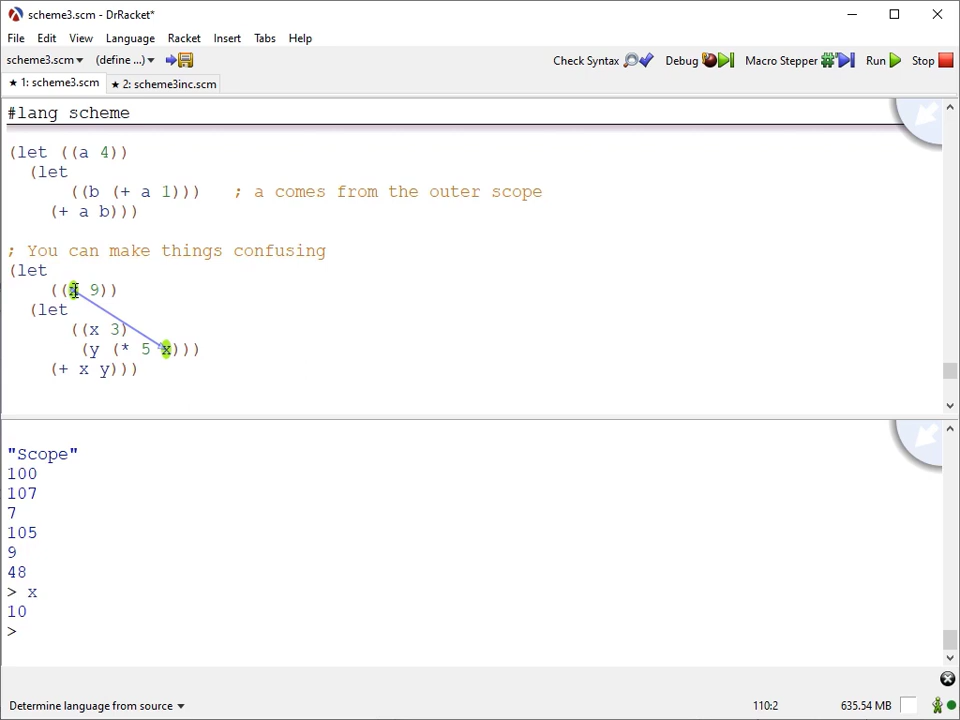 scheme3.scm - DrRacket*
File Edit View Language Racket Insert Tabs Help
scheme3.scm (define ...) Check Syntax Debug Macro Stepper Run Stop
★ 1: scheme3.scm ★ 2: scheme3inc.scm
#lang scheme
(let ((a 4))
(let
((b (+ a 1))) ; a comes from the outer scope
(+ a b)))
; You can make things confusing
(let
((x 9))
(let
((x 3)
(y (* 5 x)))
(+ x y)))
"Scope"
100
107
7
105
9
48
> x
10
>
Determine language from source 110:2 635.54 MB